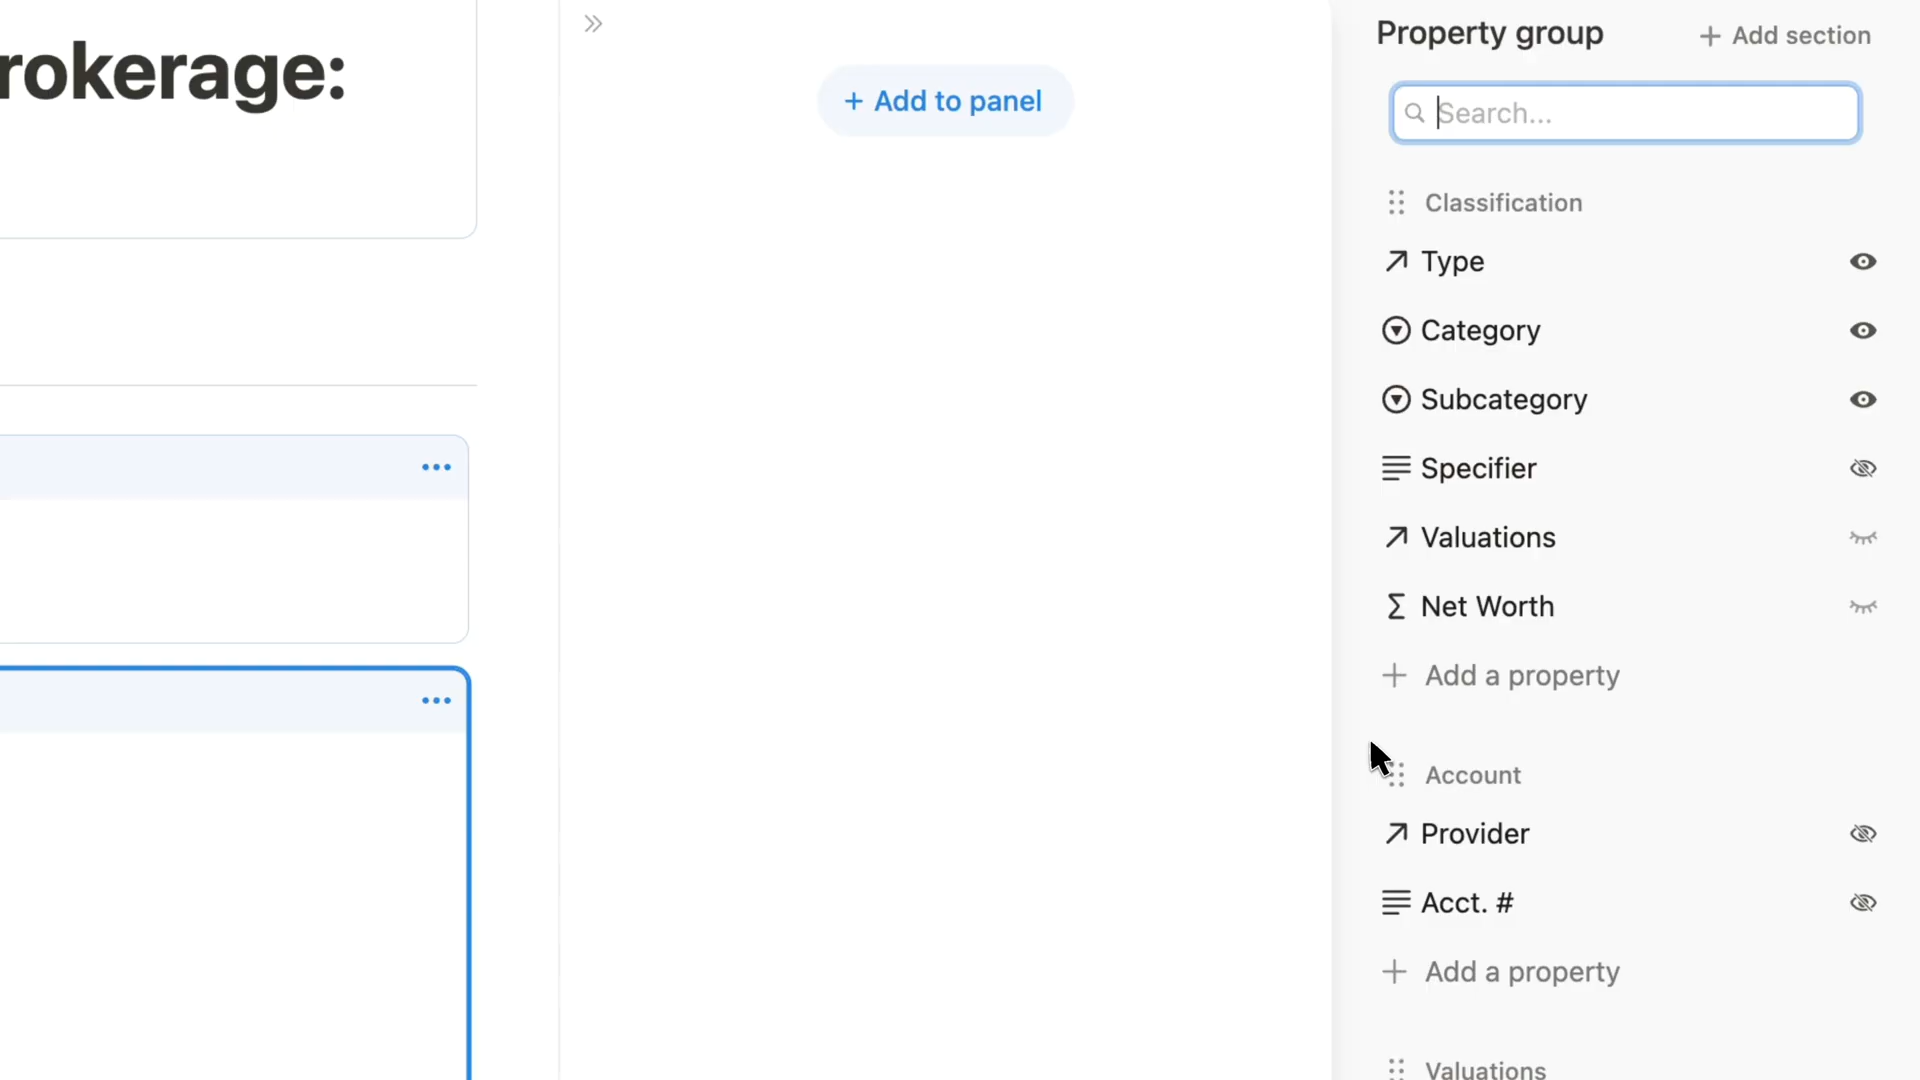 rokerage:
+ Add to panel
Property group
+ Add section
Search...
Classification
Type
Category
Subcategory
Specifier
Valuations
Net Worth
+ Add a property
Account
Provider
Acct. #
+ Add a property
Valuations